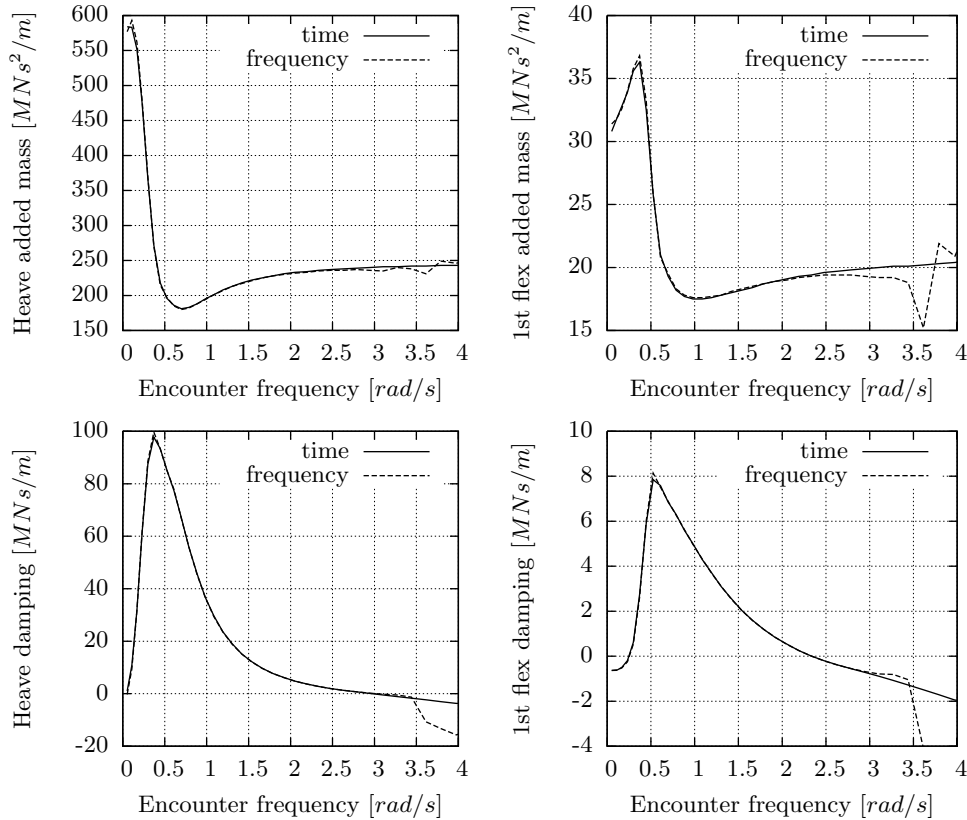 Heave added mass [MNs²/m]
600
550
500
450
400
350
300
250
200
150
time
frequency
0 0.5 1 1.5 2 2.5 3 3.5 4
Encounter frequency [rad/s]
1st flex added mass [MNs²/m]
40
35
30
25
20
15
time
frequency
0 0.5 1 1.5 2 2.5 3 3.5 4
Encounter frequency [rad/s]
Heave damping [MNs/m]
100
80
60
40
20
0
-20
time
frequency
0 0.5 1 1.5 2 2.5 3 3.5 4
Encounter frequency [rad/s]
1st flex damping [MNs/m]
10
8
6
4
2
0
-2
-4
time
frequency
0 0.5 1 1.5 2 2.5 3 3.5 4
Encounter frequency [rad/s]